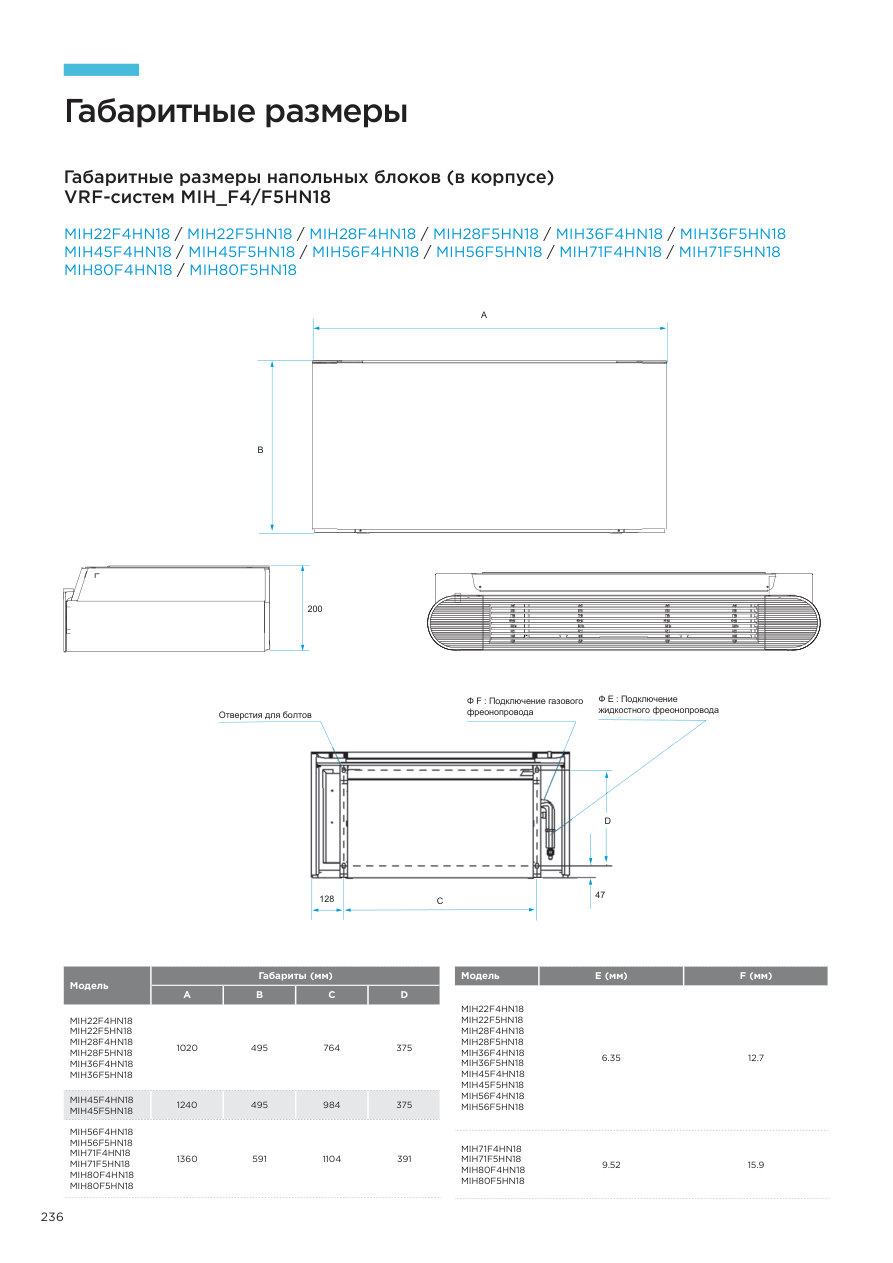 Габаритные размеры
Габаритные размеры напольных блоков (в корпусе)
VRF-систем MIH_F4/F5HN18
MIH22F4HN18 / MIH22F5HN18 / MIH28F4HN18 / MIH28F5HN18 / MIH36F4HN18 / MIH36F5HN18
MIH45F4HN18 / MIH45F5HN18 / MIH56F4HN18 / MIH56F5HN18 / MIH71F4HN18 / MIH71F5HN18
MIH80F4HN18 / MIH80F5HN18
A
B
200
Отверстия для болтов
Φ F : Подключение газового
фреонопровода
Φ E : Подключение
жидкостного фреонопровода
D
128
C
47
Модель
Габариты (мм)
A B C D
MIH22F4HN18
MIH22F5HN18
MIH28F4HN18
MIH28F5HN18
MIH36F4HN18
MIH36F5HN18
1020 495 764 375
MIH45F4HN18
MIH45F5HN18
1240 495 984 375
MIH56F4HN18
MIH56F5HN18
MIH71F4HN18
MIH71F5HN18
MIH80F4HN18
MIH80F5HN18
1360 591 1104 391
Модель E (мм) F (мм)
MIH22F4HN18
MIH22F5HN18
MIH28F4HN18
MIH28F5HN18
MIH36F4HN18
MIH36F5HN18
MIH45F4HN18
MIH45F5HN18
MIH56F4HN18
MIH56F5HN18
6.35 12.7
MIH71F4HN18
MIH71F5HN18
MIH80F4HN18
MIH80F5HN18
9.52 15.9
236